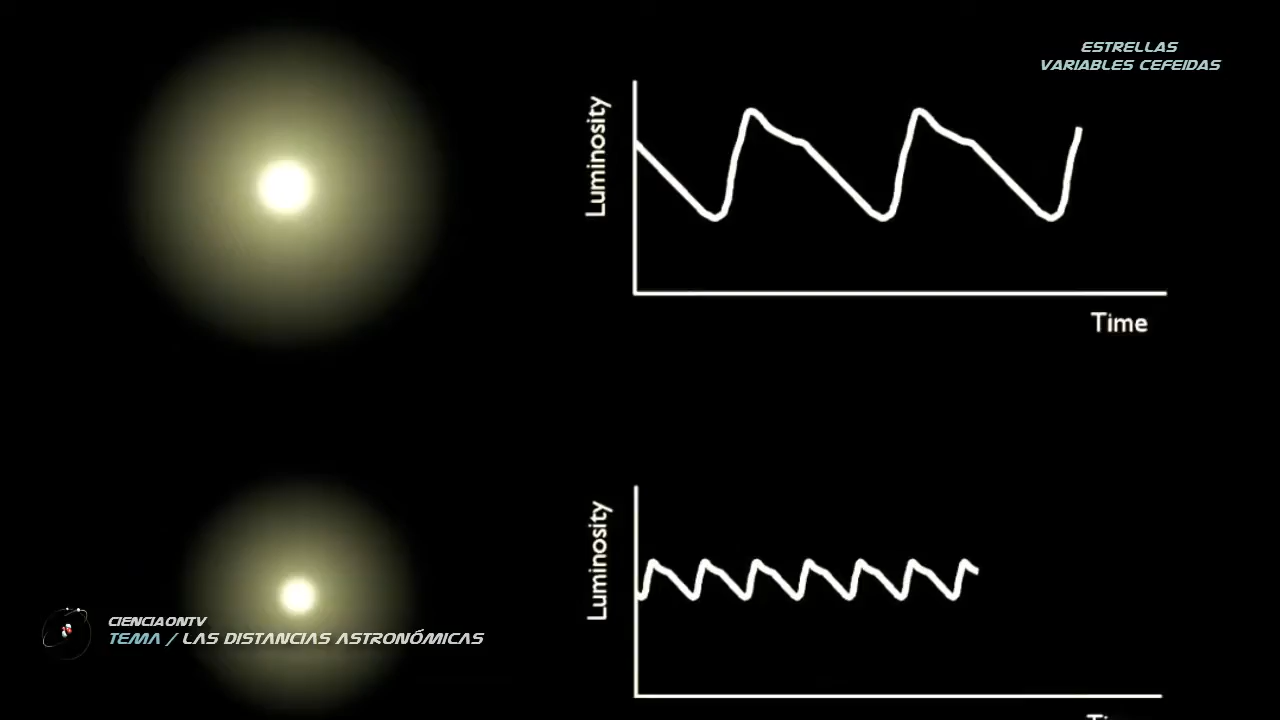 ESTRELLAS
VARIABLES CEFEIDAS
Luminosity
Time
Luminosity
CIENCIAONTV
TEMA / LAS DISTANCIAS ASTRONÓMICAS